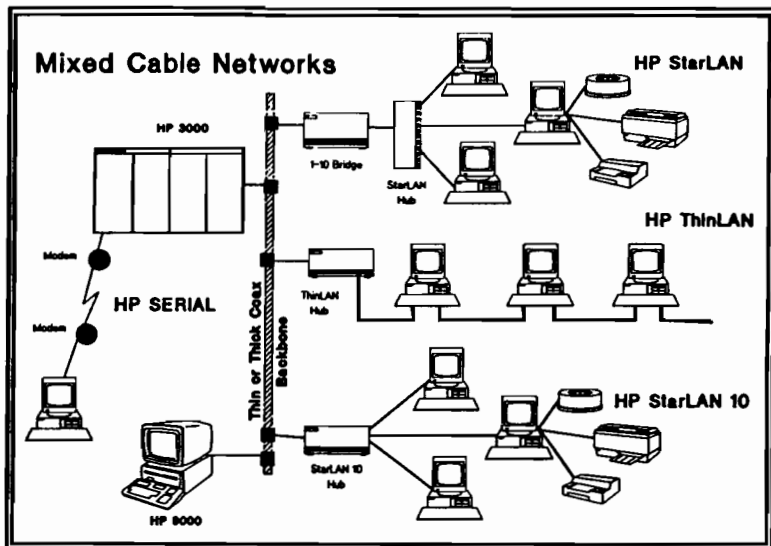 Mixed Cable Networks
HP StarLAN
HP 3000
1-10 Bridge
StarLAN
Hub
HP ThinLAN
Modem
HP SERIAL
ThinLAN
Hub
Modem
Thin or Thick Coax
Backbone
HP StarLAN 10
StarLAN 10
Hub
HP 9000